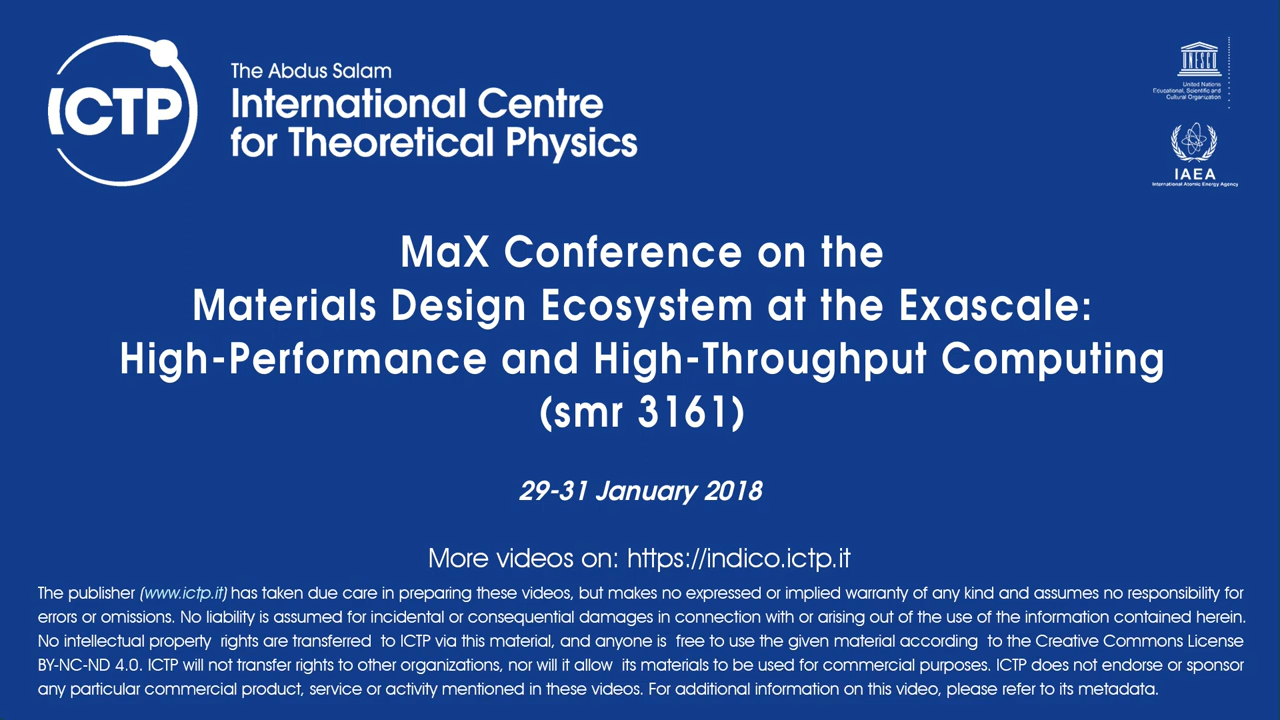 ICTP
The Abdus Salam
International Centre
for Theoretical Physics
UNESCO
United Nations
Educational, Scientific and
Cultural Organization
IAEA
International Atomic Energy Agency
MaX Conference on the
Materials Design Ecosystem at the Exascale:
High-Performance and High-Throughput Computing
(smr 3161)
29-31 January 2018
More videos on: https://indico.ictp.it
The publisher (www.ictp.it) has taken due care in preparing these videos, but makes no expressed or implied warranty of any kind and assumes no responsibility for
errors or omissions. No liability is assumed for incidental or consequential damages in connection with or arising out of the use of the information contained herein.
No intellectual property rights are transferred to ICTP via this material, and anyone is free to use the given material according to the Creative Commons License
BY-NC-ND 4.0. ICTP will not transfer rights to other organizations, nor will it allow its materials to be used for commercial purposes. ICTP does not endorse or sponsor
any particular commercial product, service or activity mentioned in these videos. For additional information on this video, please refer to its metadata.